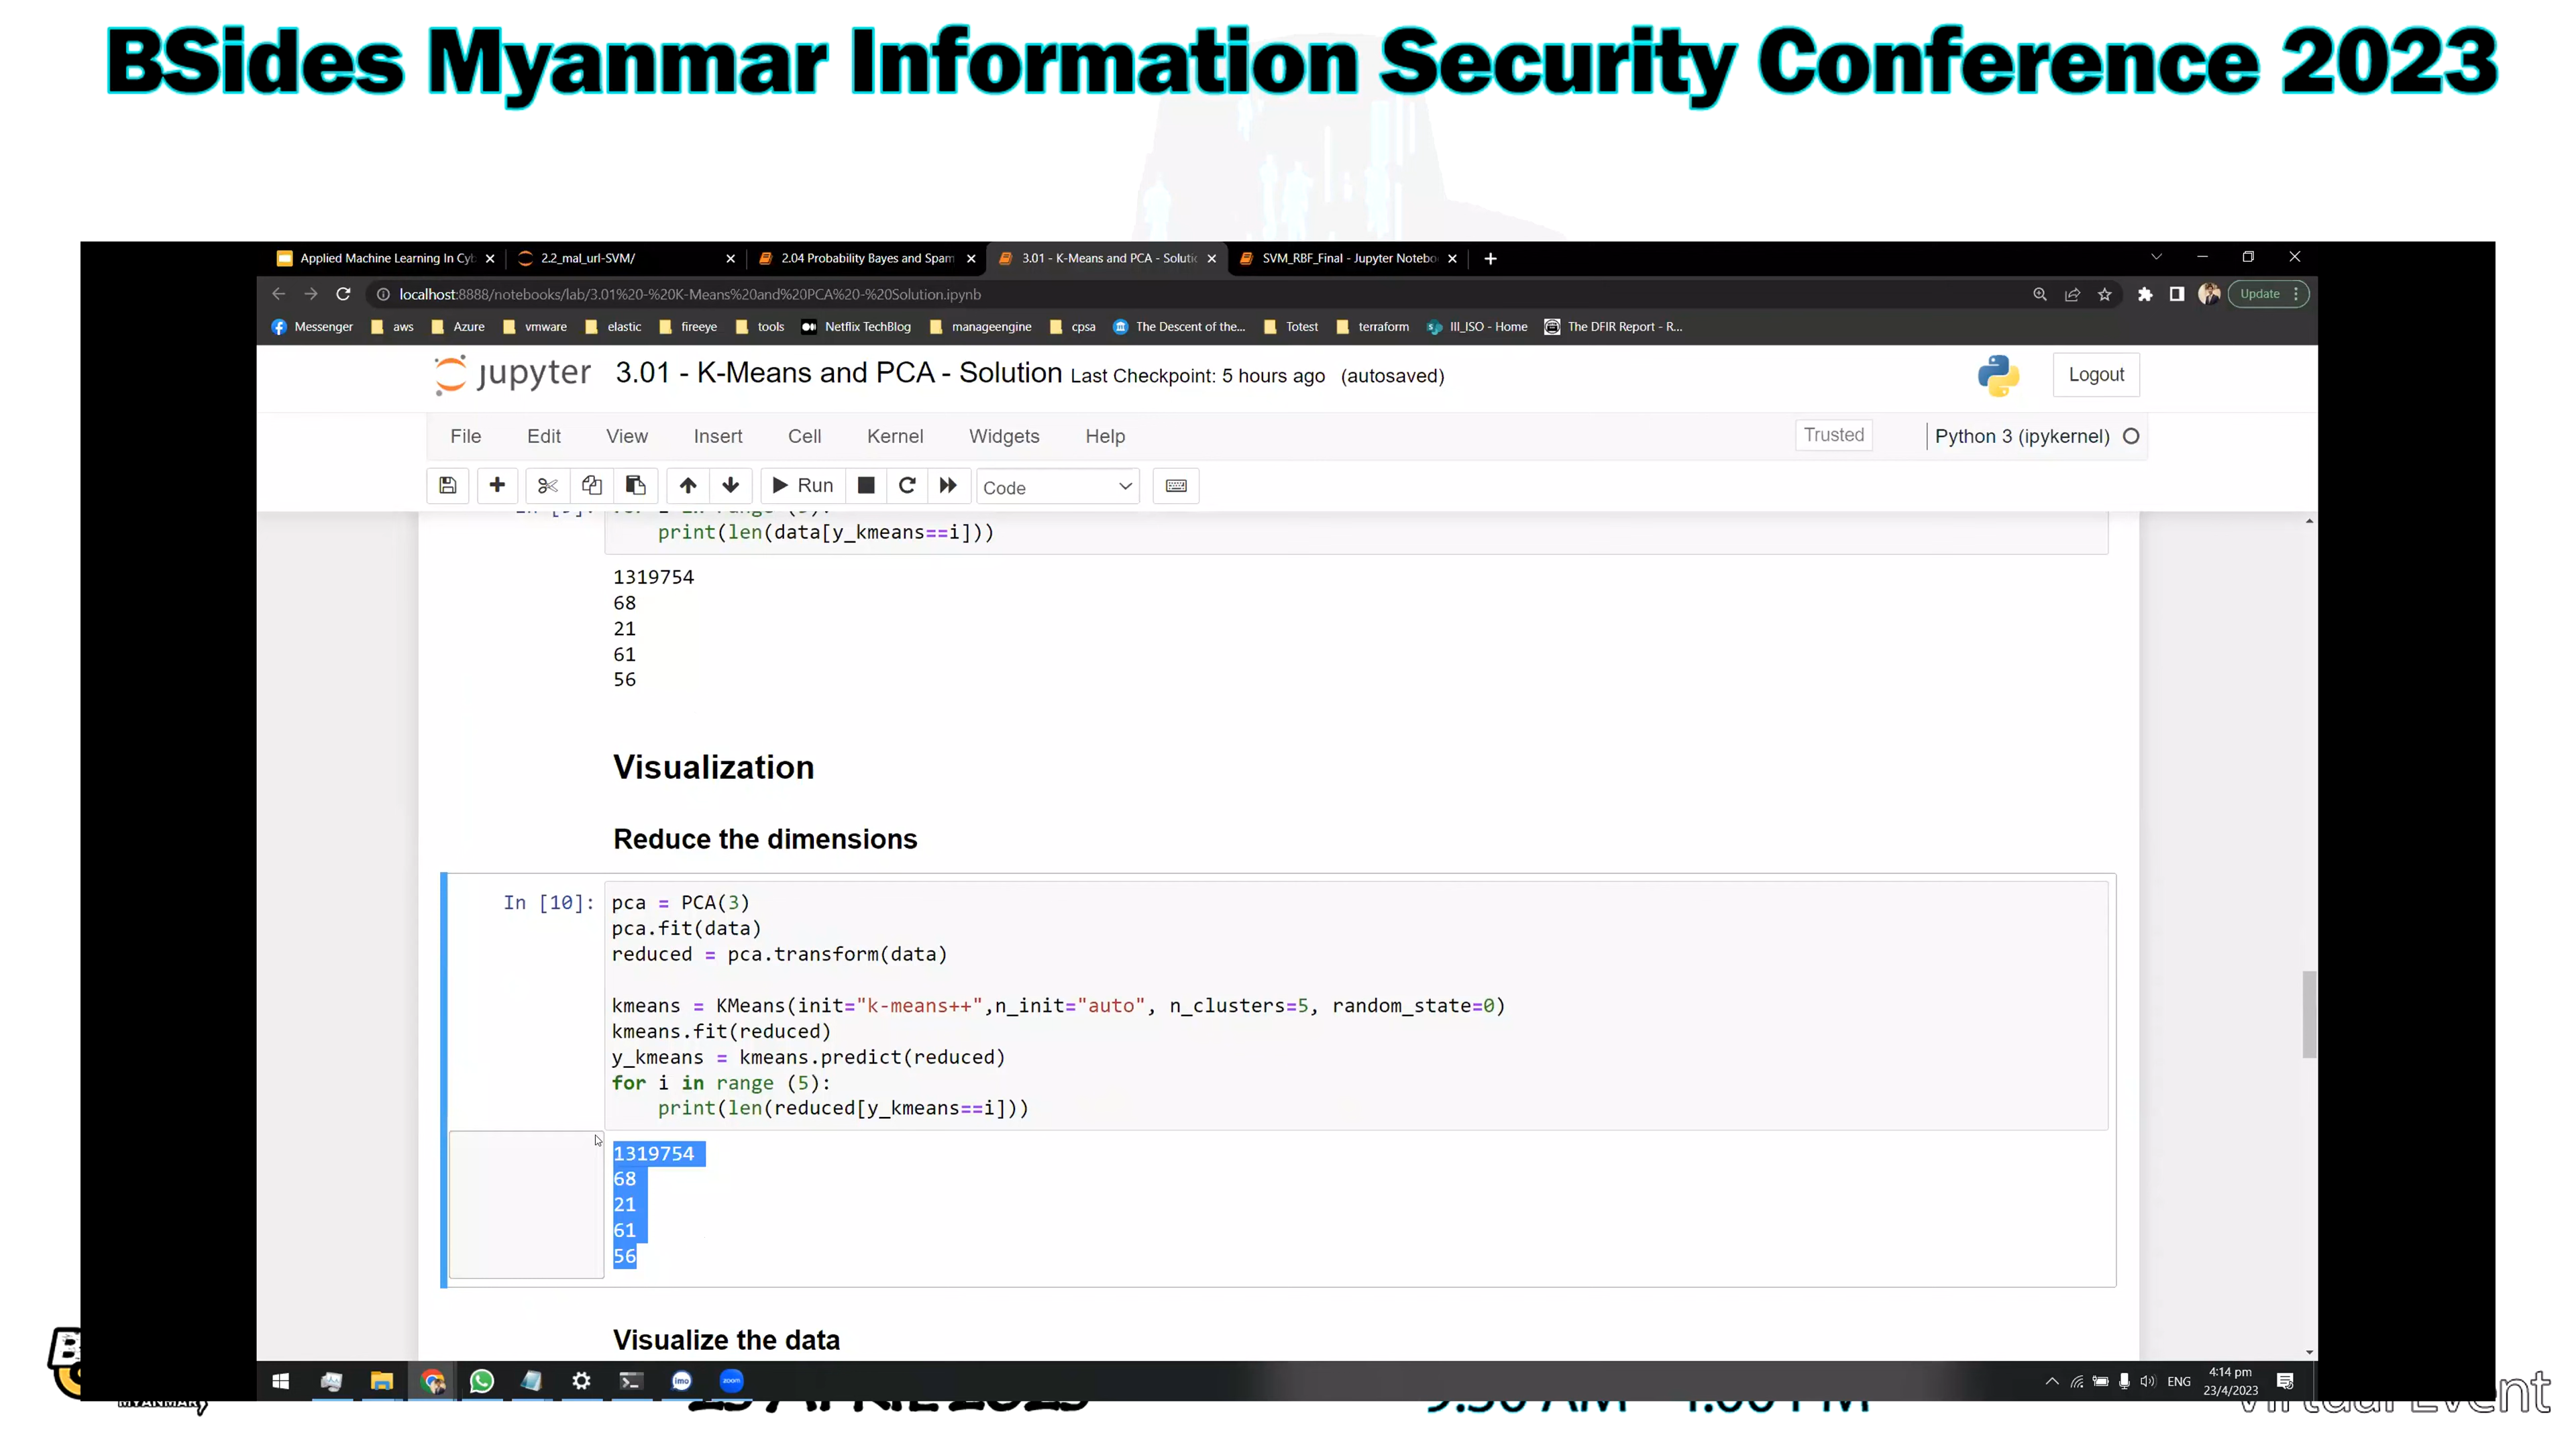 BSides Myanmar Information Security Conference 2023
Applied Machine Learning In Cyb
2.2_mal_url-SVM/
2.04 Probability Bayes and Spam
3.01 - K-Means and PCA - Soluti
SVM_RBF_Final - Jupyter Notebo
localhost:8888/notebooks/lab/3.01%20-%20K-Means%20and%20PCA%20-%20Solution.ipynb
Update
Messenger
aws
Azure
vmware
elastic
fireeye
tools
Netflix TechBlog
manageengine
cpsa
The Descent of the...
Totest
terraform
III_ISO - Home
The DFIR Report - R...
jupyter
3.01 - K-Means and PCA - Solution
Last Checkpoint: 5 hours ago (autosaved)
Logout
File
Edit
View
Insert
Cell
Kernel
Widgets
Help
Trusted
Python 3 (ipykernel)
Run
Code
print(len(data[y_kmeans==i]))
1319754
68
21
61
56
Visualization
Reduce the dimensions
In [10]:
pca = PCA(3)
pca.fit(data)
reduced = pca.transform(data)
kmeans = KMeans(init="k-means++",n_init="auto", n_clusters=5, random_state=0)
kmeans.fit(reduced)
y_kmeans = kmeans.predict(reduced)
for i in range (5):
print(len(reduced[y_kmeans==i]))
1319754
68
21
61
56
Visualize the data
imo
zoom
ENG
4:14 pm
23/4/2023
MYANMAR